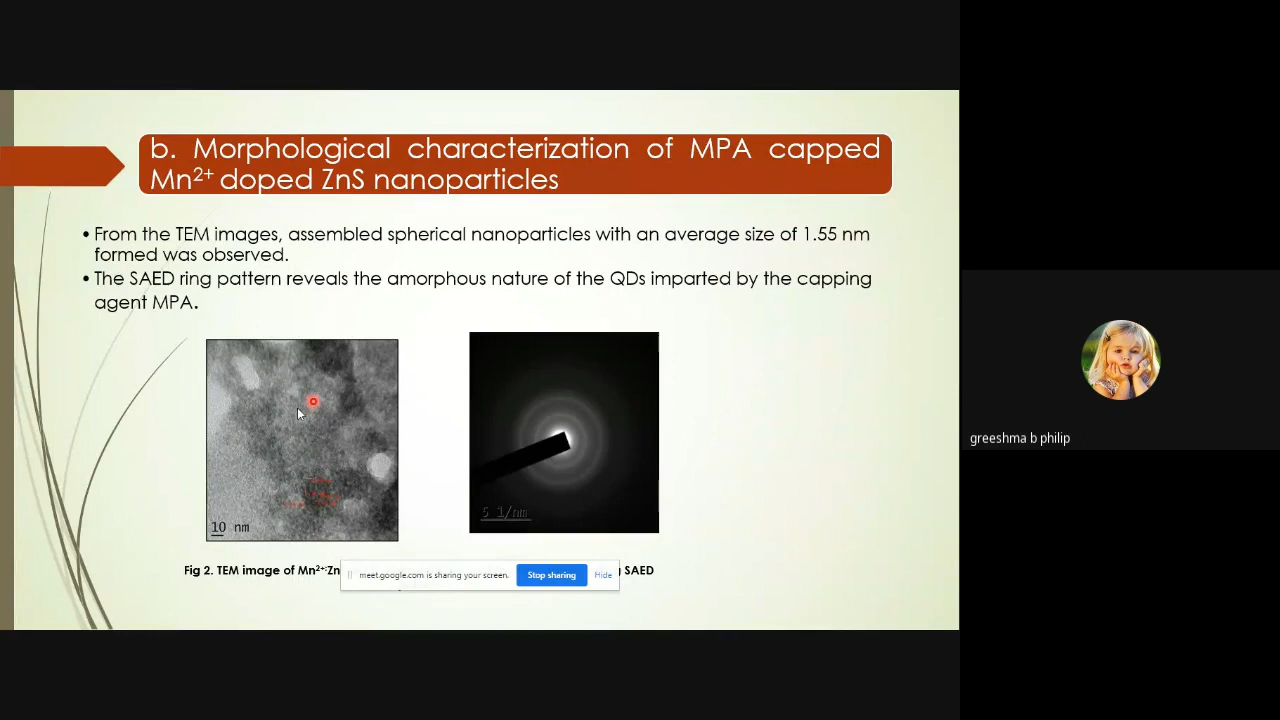 b. Morphological characterization of MPA capped
Mn²⁺ doped ZnS nanoparticles
• From the TEM images, assembled spherical nanoparticles with an average size of 1.55 nm
formed was observed.
• The SAED ring pattern reveals the amorphous nature of the QDs imparted by the capping
agent MPA.
10 nm
5 1/nm
Fig 2. TEM image of Mn²⁺:Zn
SAED
meet.google.com is sharing your screen.
Stop sharing
Hide
greeshma b philip